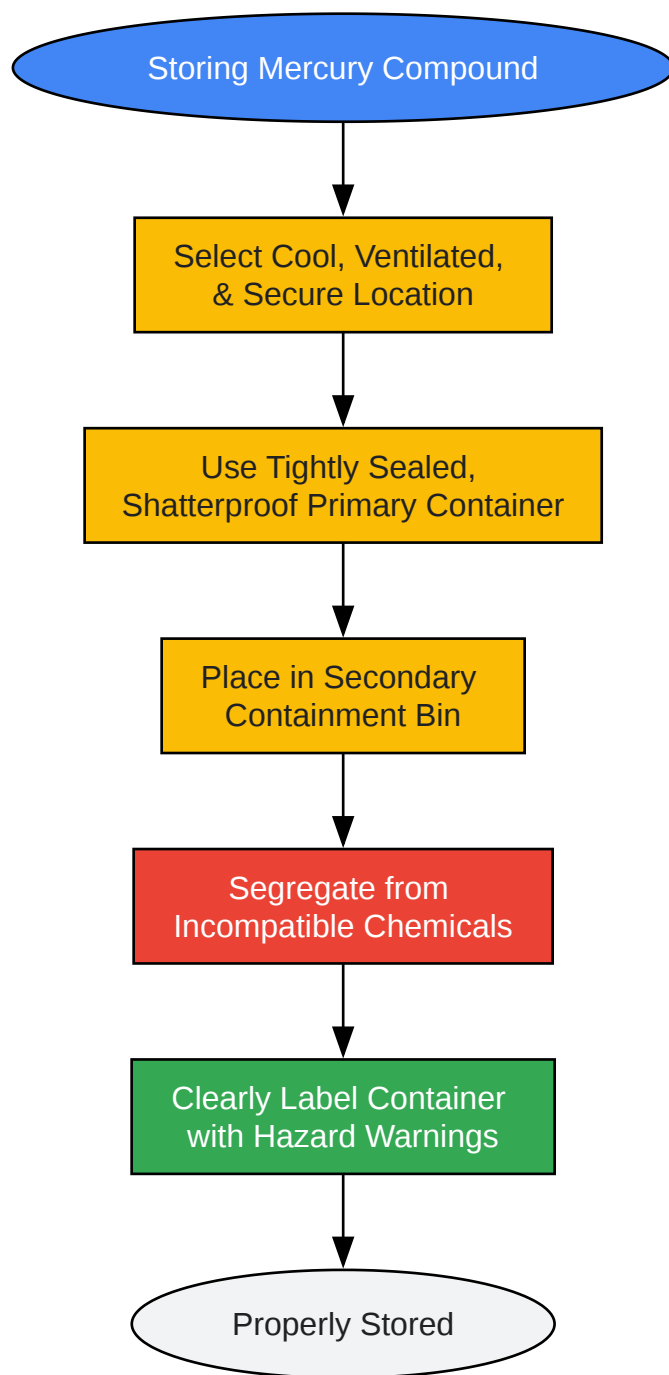 Storing Mercury Compound
Select Cool, Ventilated,
& Secure Location
Use Tightly Sealed,
Shatterproof Primary Container
Place in Secondary
Containment Bin
Segregate from
Incompatible Chemicals
Clearly Label Container
with Hazard Warnings
Properly Stored